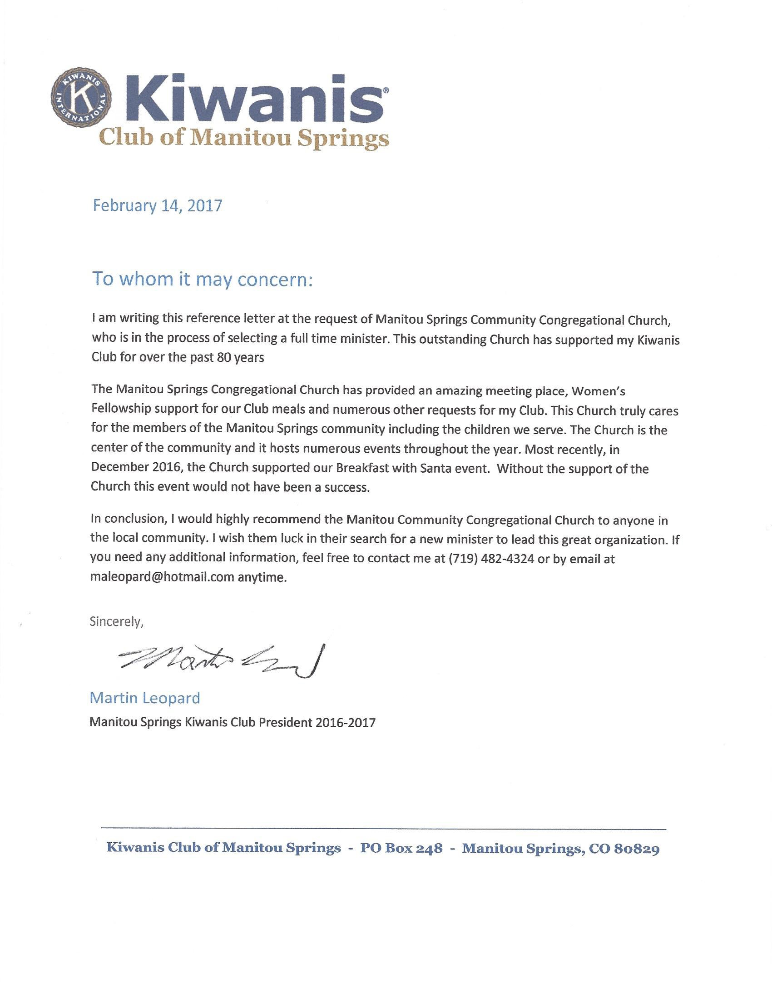 KIWANIS
K
INTERNATIONAL
Kiwanis®
Club of Manitou Springs
February 14, 2017
To whom it may concern:
I am writing this reference letter at the request of Manitou Springs Community Congregational Church,
who is in the process of selecting a full time minister. This outstanding Church has supported my Kiwanis
Club for over the past 80 years
The Manitou Springs Congregational Church has provided an amazing meeting place, Women's
Fellowship support for our Club meals and numerous other requests for my Club. This Church truly cares
for the members of the Manitou Springs community including the children we serve. The Church is the
center of the community and it hosts numerous events throughout the year. Most recently, in
December 2016, the Church supported our Breakfast with Santa event.  Without the support of the
Church this event would not have been a success.
In conclusion, I would highly recommend the Manitou Community Congregational Church to anyone in
the local community. I wish them luck in their search for a new minister to lead this great organization. If
you need any additional information, feel free to contact me at (719) 482-4324 or by email at
maleopard@hotmail.com anytime.
Sincerely,
Martin Leopard
Manitou Springs Kiwanis Club President 2016-2017
Kiwanis Club of Manitou Springs - PO Box 248 - Manitou Springs, CO 80829